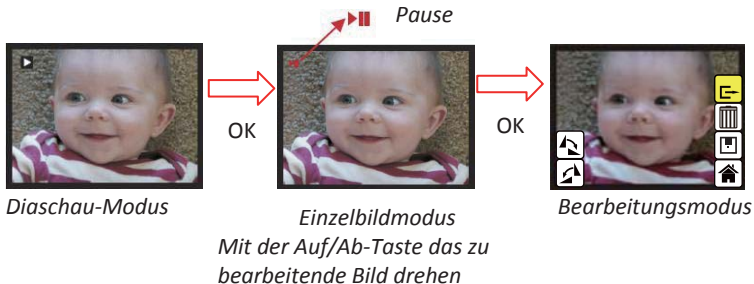 Pause
OK
OK
Diaschau-Modus
Einzelbildmodus
Mit der Auf/Ab-Taste das zu
bearbeitende Bild drehen
Bearbeitungsmodus